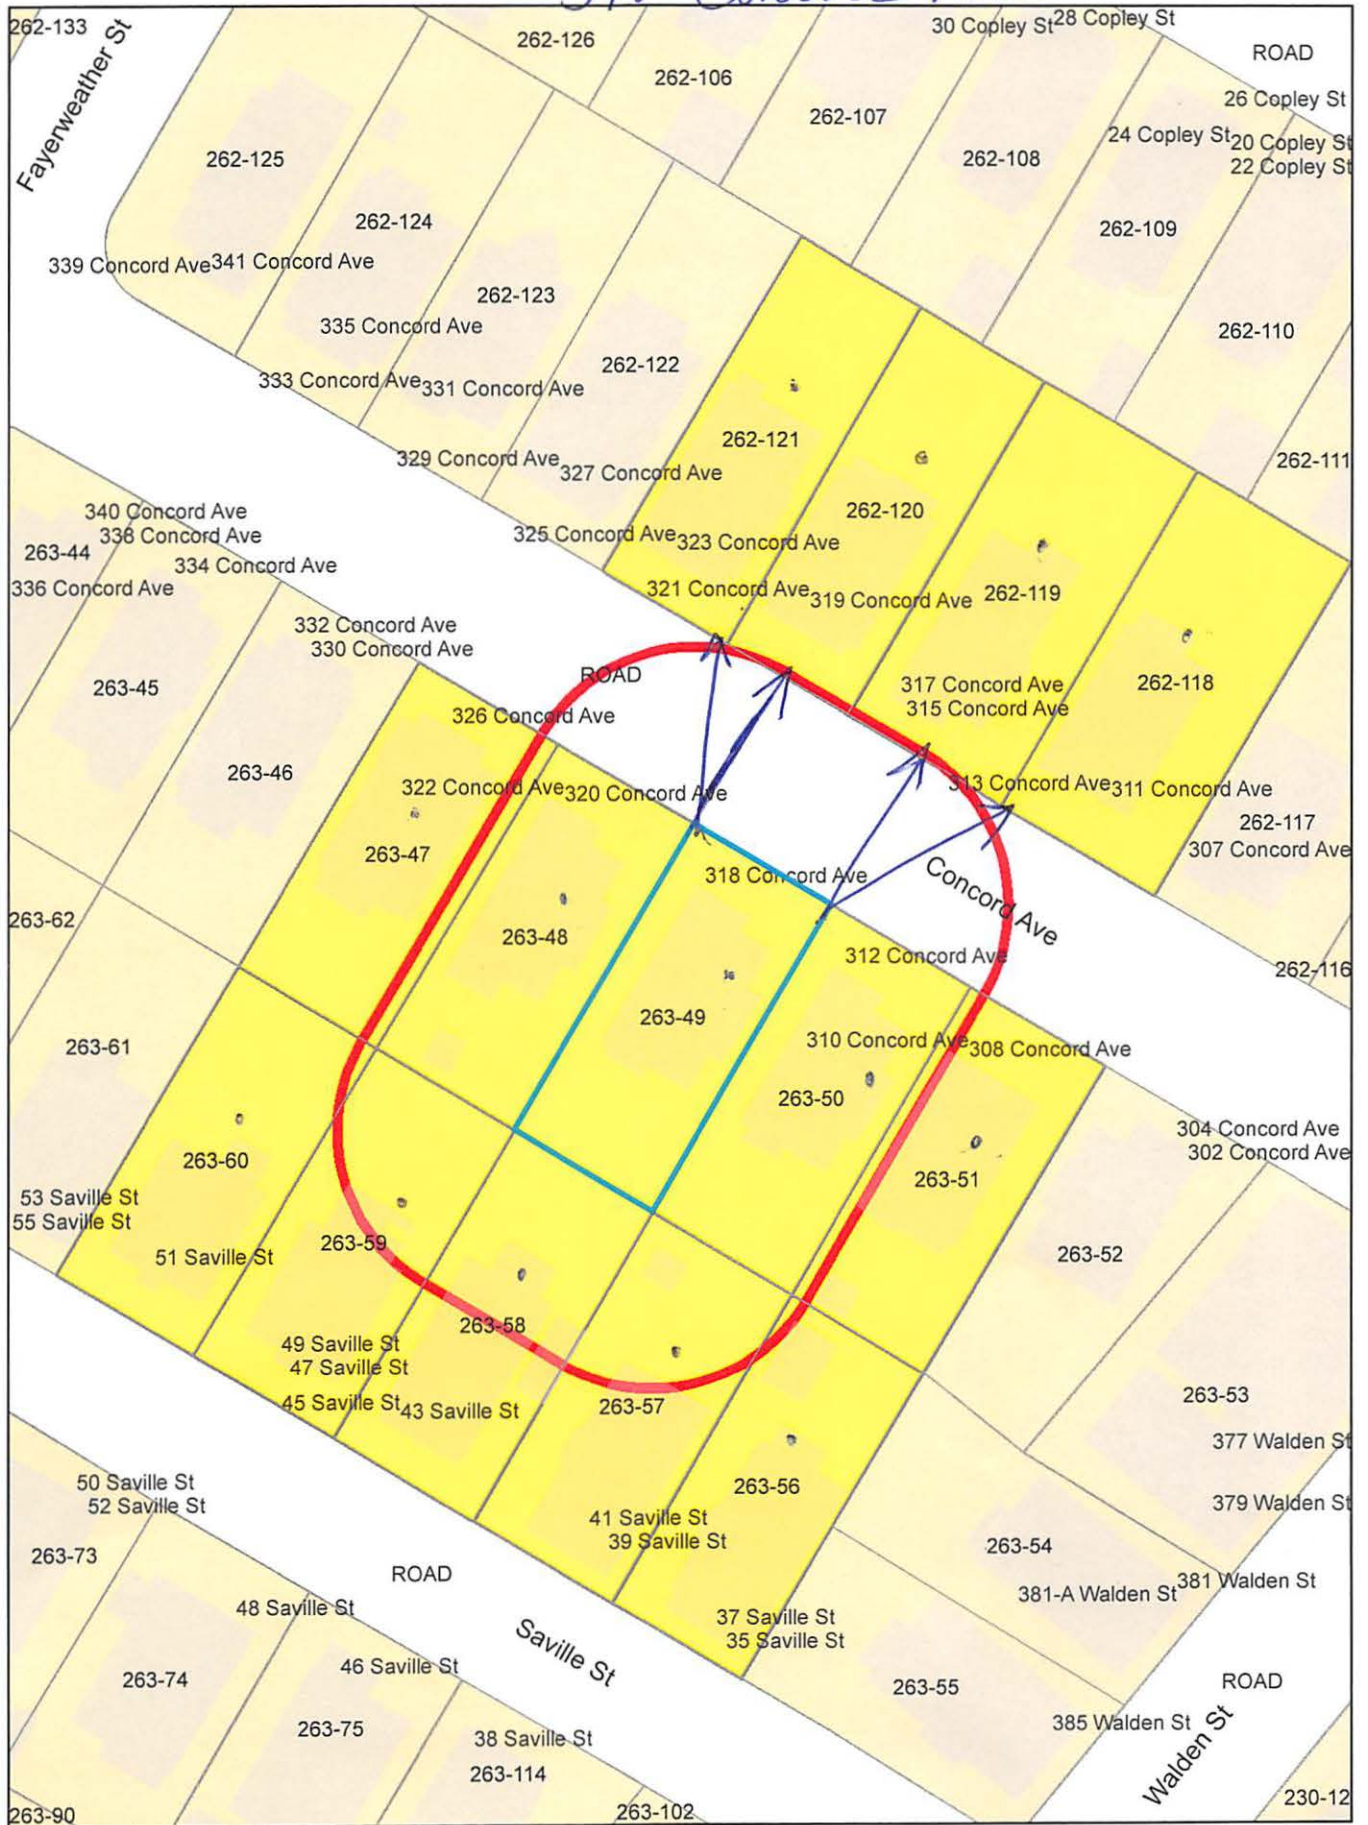 262-133
Fayerweather St
262-126
30 Copley St
28 Copley St
ROAD
262-106
262-107
26 Copley St
24 Copley St
20 Copley St
22 Copley St
262-125
262-108
262-124
262-109
339 Concord Ave
341 Concord Ave
262-123
335 Concord Ave
262-110
262-122
333 Concord Ave
331 Concord Ave
262-121
329 Concord Ave
327 Concord Ave
262-111
340 Concord Ave
338 Concord Ave
262-120
325 Concord Ave
323 Concord Ave
263-44
334 Concord Ave
336 Concord Ave
321 Concord Ave
319 Concord Ave
262-119
332 Concord Ave
330 Concord Ave
ROAD
263-45
317 Concord Ave
315 Concord Ave
262-118
326 Concord Ave
263-46
322 Concord Ave
320 Concord Ave
313 Concord Ave
311 Concord Ave
262-117
307 Concord Ave
263-47
318 Concord Ave
Concord Ave
263-62
263-48
312 Concord Ave
262-116
263-49
263-61
310 Concord Ave
308 Concord Ave
263-50
304 Concord Ave
302 Concord Ave
263-60
263-51
53 Saville St
55 Saville St
263-59
51 Saville St
263-52
263-58
49 Saville St
47 Saville St
45 Saville St
43 Saville St
263-57
263-53
377 Walden St
50 Saville St
52 Saville St
263-56
379 Walden St
41 Saville St
39 Saville St
263-73
263-54
ROAD
381-A Walden St
381 Walden St
48 Saville St
37 Saville St
35 Saville St
Saville St
46 Saville St
263-74
263-55
ROAD
263-75
38 Saville St
385 Walden St
Walden St
263-114
263-90
263-102
230-12